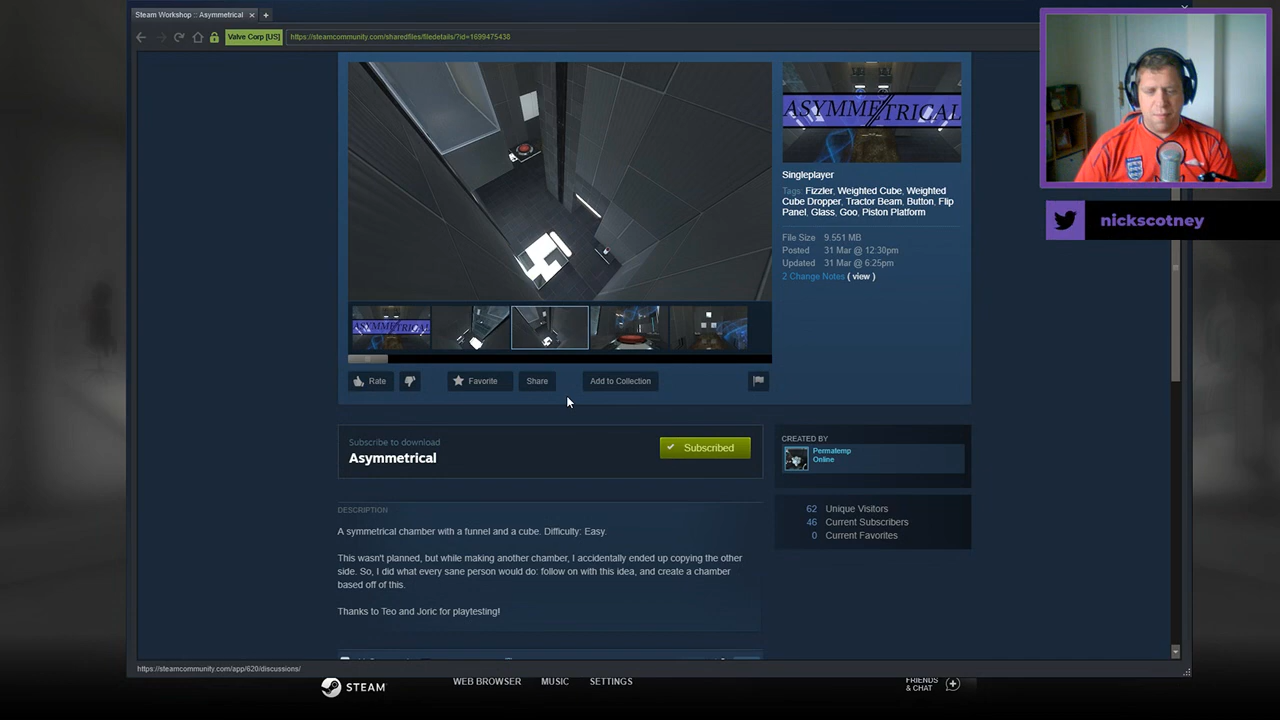 Steam Workshop :: Asymmetrical
Valve Corp [US]
https://steamcommunity.com/sharedfiles/filedetails/?id=1699475438
ASYMMETRICAL
Singleplayer
Tags: Fizzler, Weighted Cube, Weighted
Cube Dropper, Tractor Beam, Button, Flip
Panel, Glass, Goo, Piston Platform
File Size 9.551 MB
Posted 31 Mar @ 12:30pm
Updated 31 Mar @ 6:25pm
2 Change Notes ( view )
nickscotney
ASYMMETRICAL
Rate
Favorite
Share
Add to Collection
Subscribe to download
Asymmetrical
Subscribed
CREATED BY
Permatemp
Online
62 Unique Visitors
46 Current Subscribers
0 Current Favorites
DESCRIPTION
A symmetrical chamber with a funnel and a cube. Difficulty: Easy.
This wasn't planned, but while making another chamber, I accidentally ended up copying the other
side. So, I did what every sane person would do: follow on with this idea, and create a chamber
based off of this.
Thanks to Teo and Joric for playtesting!
https://steamcommunity.com/app/620/discussions/
STEAM
WEB BROWSER
MUSIC
SETTINGS
FRIENDS
& CHAT